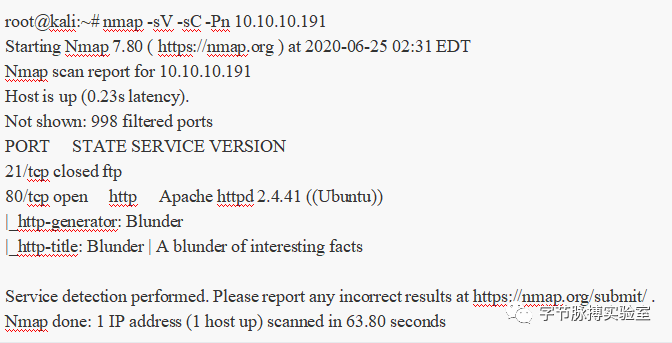 root@kali:~# nmap -sV -sC -Pn 10.10.10.191
Starting Nmap 7.80 ( https://nmap.org ) at 2020-06-25 02:31 EDT
Nmap scan report for 10.10.10.191
Host is up (0.23s latency).
Not shown: 998 filtered ports
PORT STATE SERVICE VERSION
21/tcp closed ftp
80/tcp open http Apache httpd 2.4.41 ((Ubuntu))
|_http-generator: Blunder
|_http-title: Blunder | A blunder of interesting facts
Service detection performed. Please report any incorrect results at https://nmap.org/submit/ .
Nmap done: 1 IP address (1 host up) scanned in 63.80 seconds
字节脉搏实验室